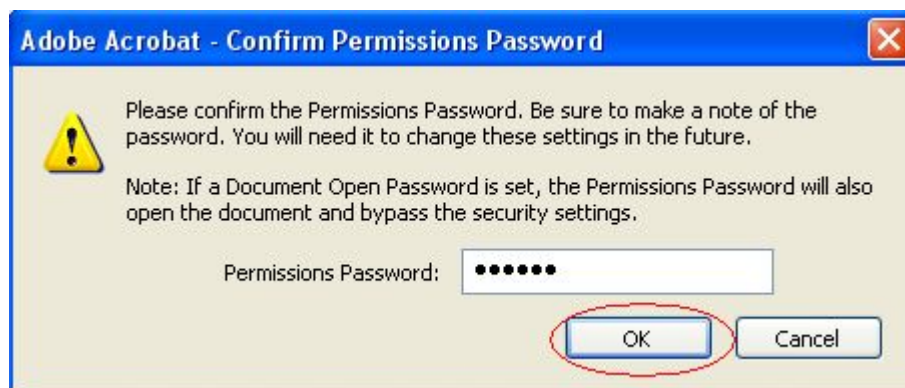 Adobe Acrobat - Confirm Permissions Password
Please confirm the Permissions Password. Be sure to make a note of the
password. You will need it to change these settings in the future.
Note: If a Document Open Password is set, the Permissions Password will also
open the document and bypass the security settings.
Permissions Password: ●●●●●●
OK Cancel